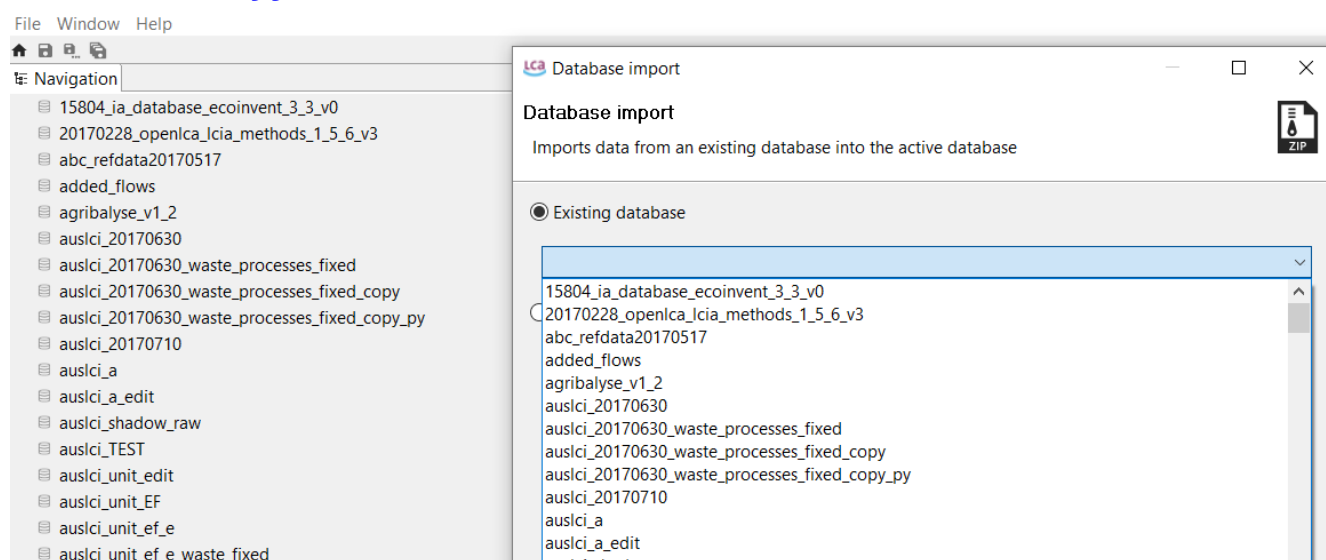 File Window Help
Navigation
15804_ia_database_ecoinvent_3_3_v0
20170228_openlca_lcia_methods_1_5_6_v3
abc_refdata20170517
added_flows
agribalyse_v1_2
auslci_20170630
auslci_20170630_waste_processes_fixed
auslci_20170630_waste_processes_fixed_copy
auslci_20170630_waste_processes_fixed_copy_py
auslci_20170710
auslci_a
auslci_a_edit
auslci_shadow_raw
auslci_TEST
auslci_unit_edit
auslci_unit_EF
auslci_unit_ef_e
auslci_unit_ef_e_waste_fixed
LCA Database import
Database import
Imports data from an existing database into the active database
ZIP
Existing database
15804_ia_database_ecoinvent_3_3_v0
20170228_openlca_lcia_methods_1_5_6_v3
abc_refdata20170517
added_flows
agribalyse_v1_2
auslci_20170630
auslci_20170630_waste_processes_fixed
auslci_20170630_waste_processes_fixed_copy
auslci_20170630_waste_processes_fixed_copy_py
auslci_20170710
auslci_a
auslci_a_edit